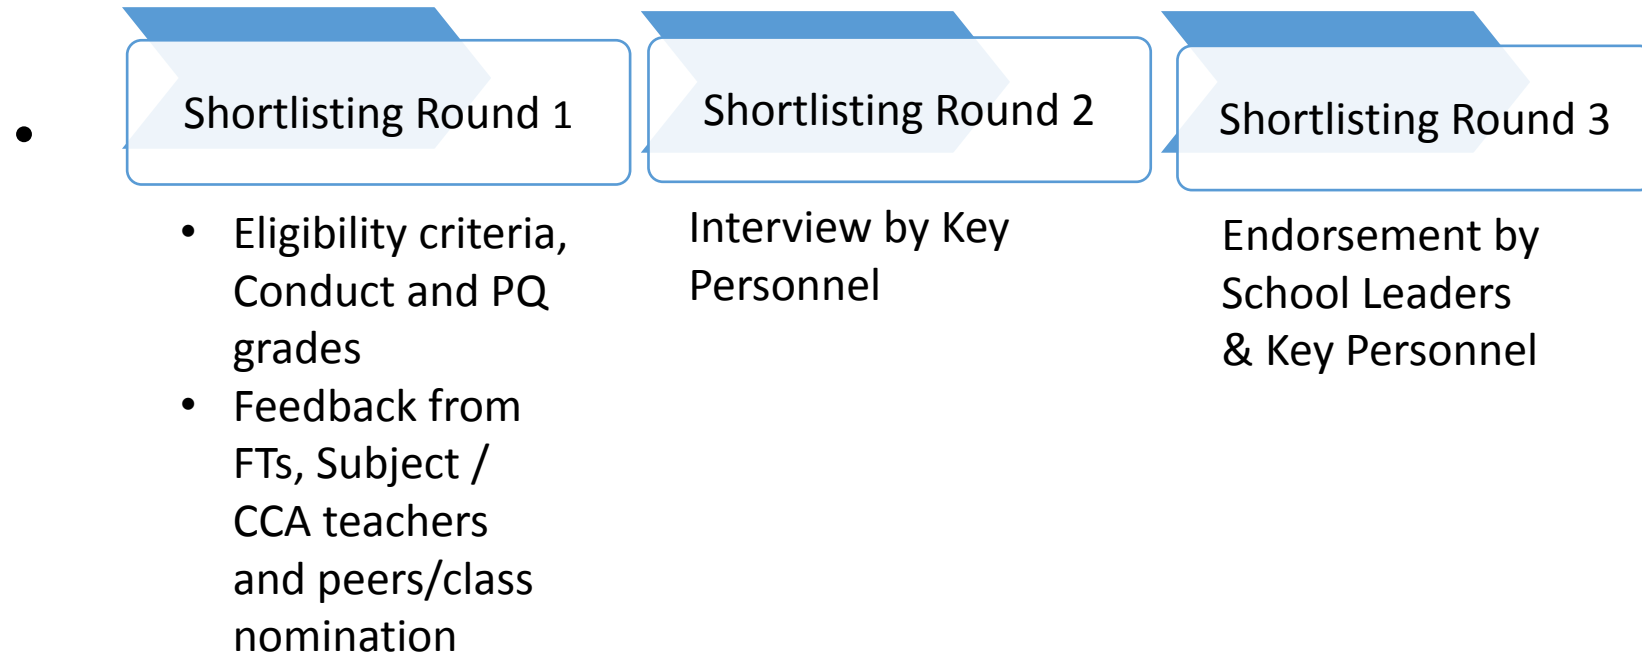 Shortlisting Round 1
• Eligibility criteria,
Conduct and PQ
grades
• Feedback from
FTs, Subject /
CCA teachers
and peers/class
nomination
Shortlisting Round 2
Interview by Key
Personnel
Shortlisting Round 3
Endorsement by
School Leaders
& Key Personnel